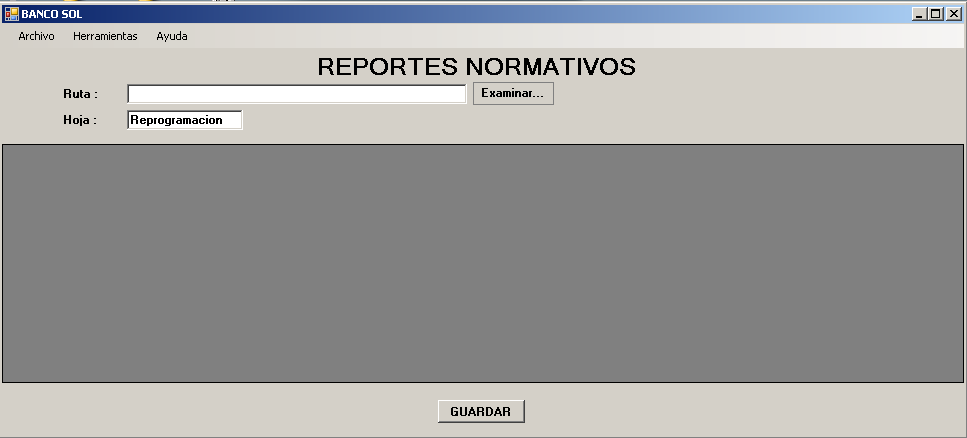 BANCO SOL
Archivo Herramientas Ayuda
REPORTES NORMATIVOS
Ruta : Examinar...
Hoja : Reprogramacion
GUARDAR